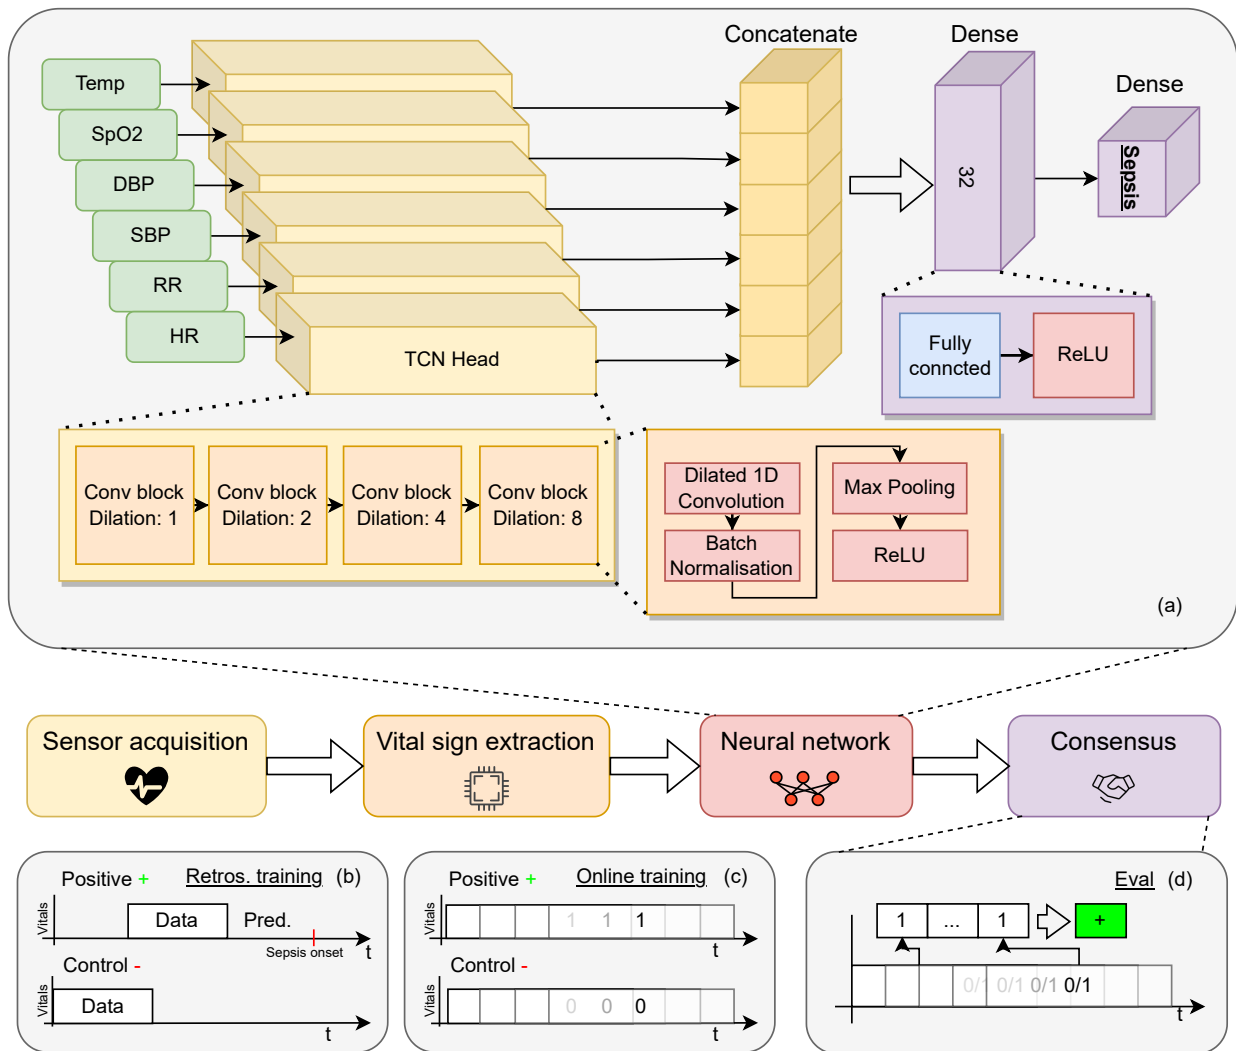 Concatenate
Dense
Dense
Temp
SpO2
DBP
SBP
RR
HR
TCN Head
32
Sepsis
Fully
conncted
ReLU
Conv block
Dilation: 1
Conv block
Dilation: 2
Conv block
Dilation: 4
Conv block
Dilation: 8
Dilated 1D
Convolution
Batch
Normalisation
Max Pooling
ReLU
(a)
Sensor acquisition
Vital sign extraction
Neural network
Consensus
Positive +
Retros. training (b)
Vitals
Data
Pred.
Sepsis onset
t
Control -
Vitals
Data
t
Positive +
Online training (c)
Vitals
1 1 1
t
Control -
Vitals
0 0 0
t
Eval (d)
1 ... 1 +
0/1 0/1 0/1 0/1
t